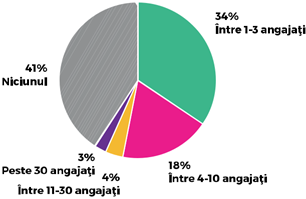 34%
Între 1-3 angajați
41%
Niciunul
3%
Peste 30 angajați
4%
Între 11-30 angajați
18%
Între 4-10 angajați